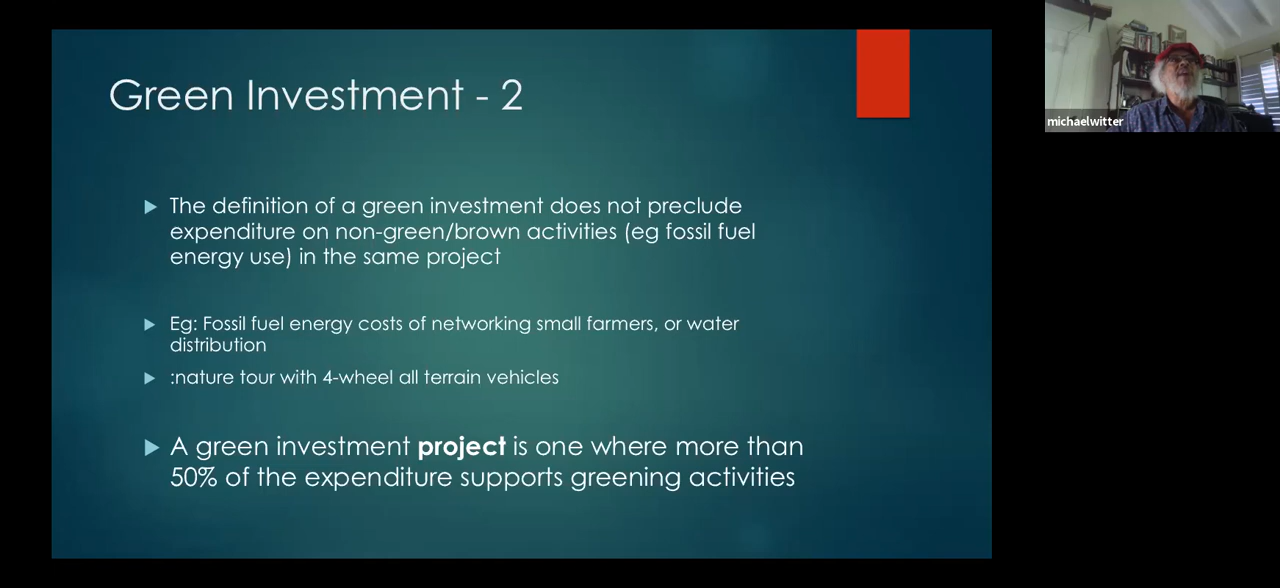 Green Investment - 2
The definition of a green investment does not preclude
expenditure on non-green/brown activities (eg fossil fuel
energy use) in the same project
Eg: Fossil fuel energy costs of networking small farmers, or water
distribution
:nature tour with 4-wheel all terrain vehicles
A green investment project is one where more than
50% of the expenditure supports greening activities
michaelwitter